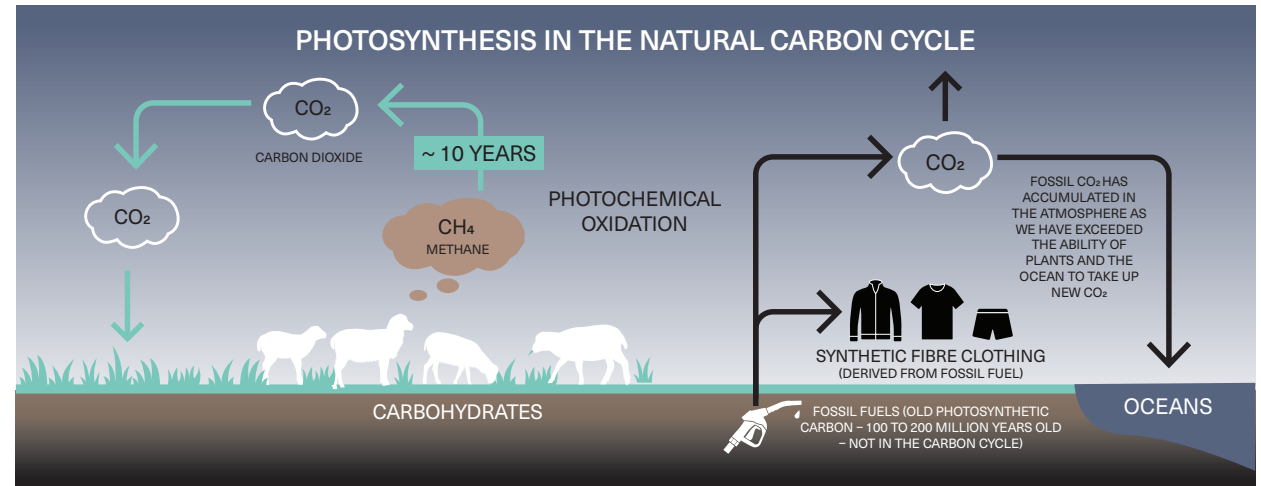 PHOTOSYNTHESIS IN THE NATURAL CARBON CYCLE
CO₂
CARBON DIOXIDE
~ 10 YEARS
CO₂
CH₄
METHANE
PHOTOCHEMICAL
OXIDATION
CO₂
FOSSIL CO₂ HAS
ACCUMULATED IN
THE ATMOSPHERE AS
WE HAVE EXCEEDED
THE ABILITY OF
PLANTS AND THE
OCEAN TO TAKE UP
NEW CO₂
SYNTHETIC FIBRE CLOTHING
(DERIVED FROM FOSSIL FUEL)
CARBOHYDRATES
FOSSIL FUELS (OLD PHOTOSYNTHETIC
CARBON – 100 TO 200 MILLION YEARS OLD
– NOT IN THE CARBON CYCLE)
OCEANS